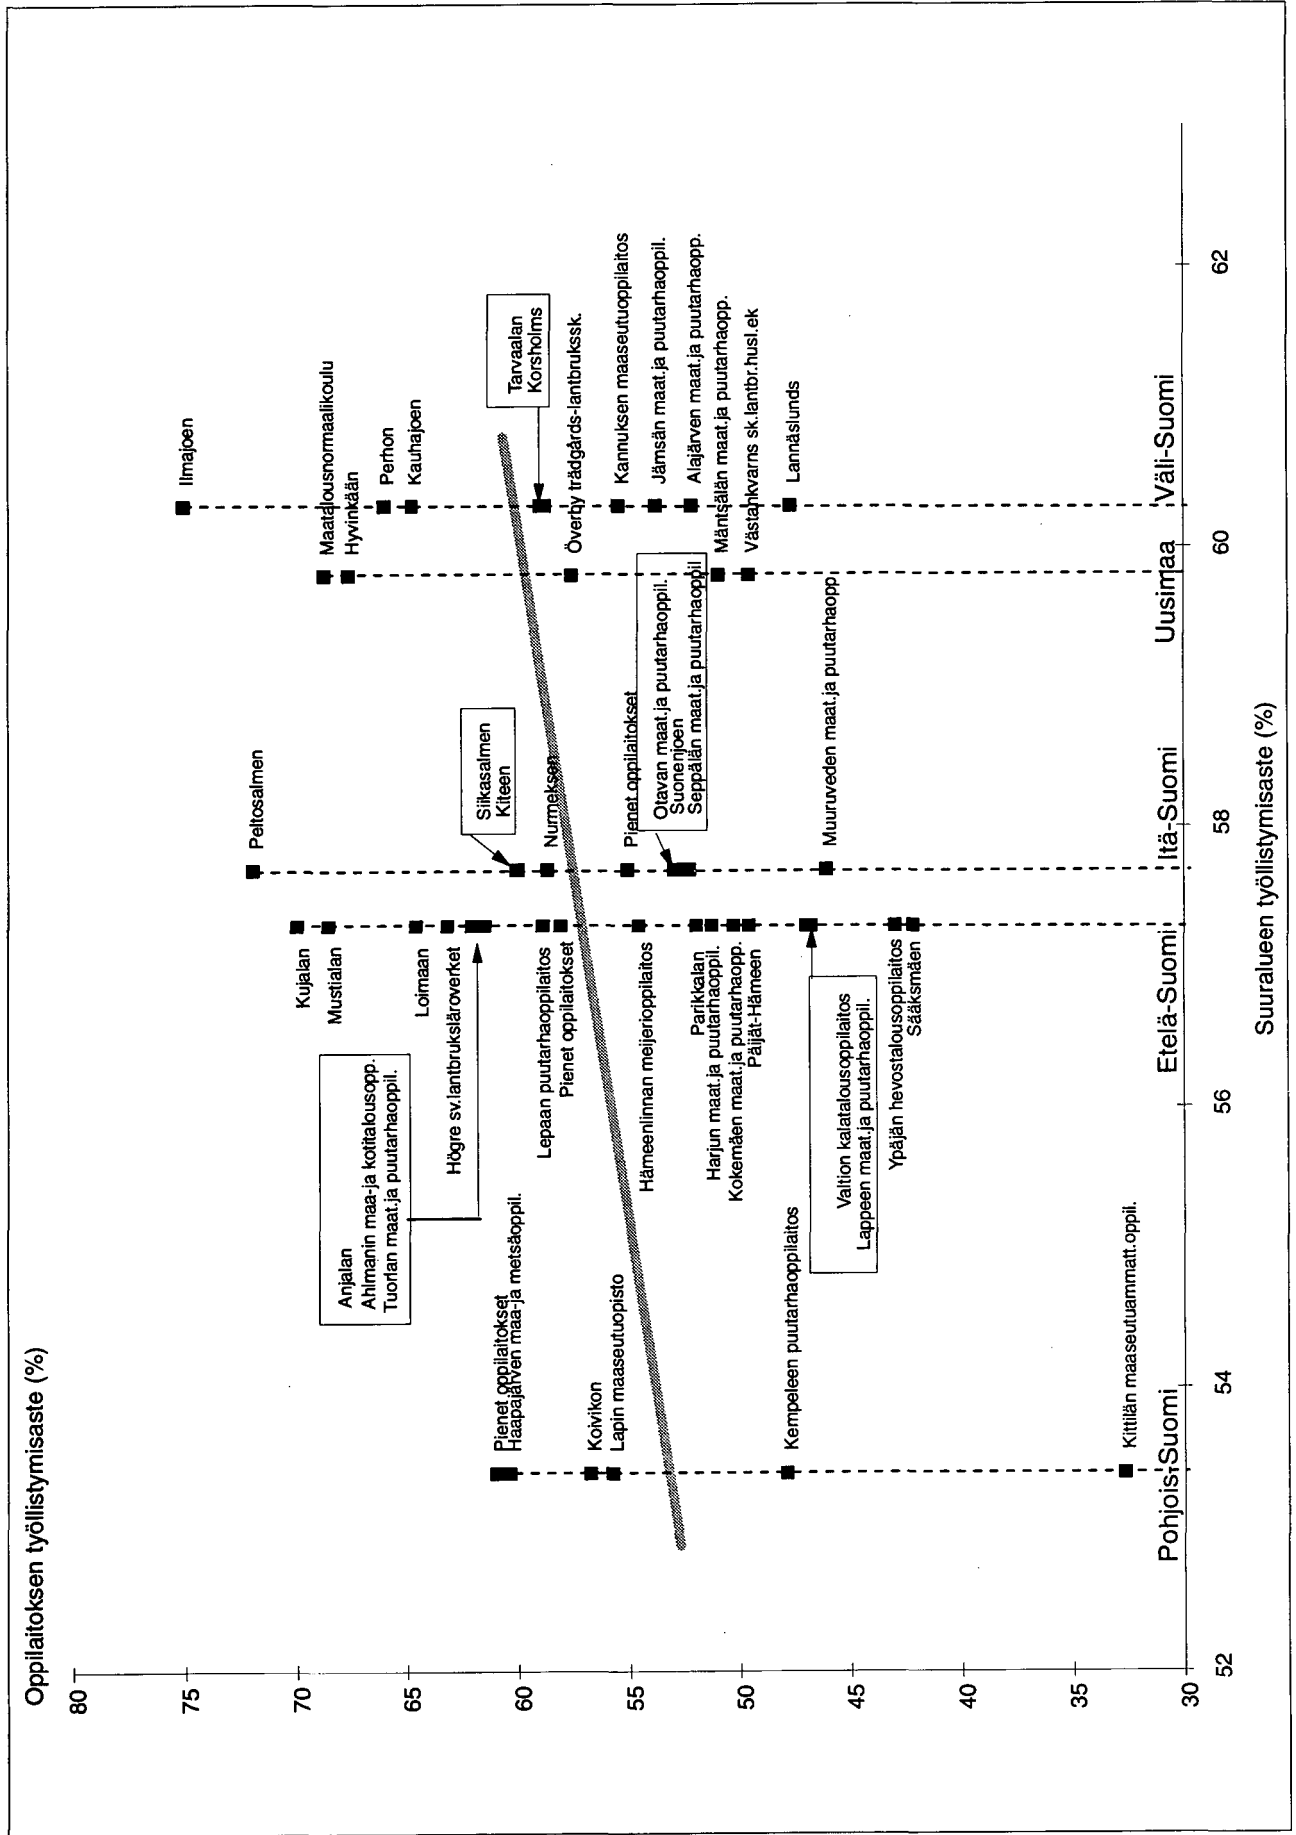 Oppilaitoksen työllistymisaste (%)
80
75
70
65
60
55
50
45
40
35
30
52
54
56
58
60
62
Suuralueen työllistymisaste (%)
Pohjois-Suomi
Etelä-Suomi
Itä-Suomi
Uusimaa
Väli-Suomi
Pienet oppilaitokset
Haapajärven maa-ja metsäoppil.
Koivikon
Lapin maaseutuopisto
Kempeleen puutarhaoppilaitos
Kittilän maaseutuammatt.oppil.
Kujalan
Mustialan
Loimaan
Högre sv.lantbruksläroverket
Anjalan
Ahlmanin maa-ja kotitalousopp.
Tuorlan maat.ja puutarhaoppil.
Lepaan puutarhaoppilaitos
Pienet oppilaitokset
Hämeenlinnan meijerioppilaitos
Parikkalan
Harjun maat.ja puutarhaoppil.
Kokemäen maat.ja puutarhaopp.
Päijät-Hämeen
Valtion kalatalousoppilaitos
Lappeen maat.ja puutarhaoppil.
Ypäjän hevostalousoppilaitos
Sääksmäen
Peltosalmen
Siikasalmen
Kiteen
Nurmeksen
Pienet oppilaitokset
Otavan maat.ja puutarhaoppil.
Suonenjoen
Seppälän maat.ja puutarhaoppil
Muuruveden maat.ja puutarhaopp
Maatalousnormaalikoulu
Hyvinkään
Överby trädgårds-lantbrukssk.
Mäntsälän maat.ja puutarhaopp.
Västankvarns sk.lantbr.husl.ek
Ilmajoen
Perhon
Kauhajoen
Tarvaalan
Korsholms
Kannuksen maaseutuoppilaitos
Jämsän maat.ja puutarhaoppil.
Alajärven maat.ja puutarhaopp.
Lannäslunds